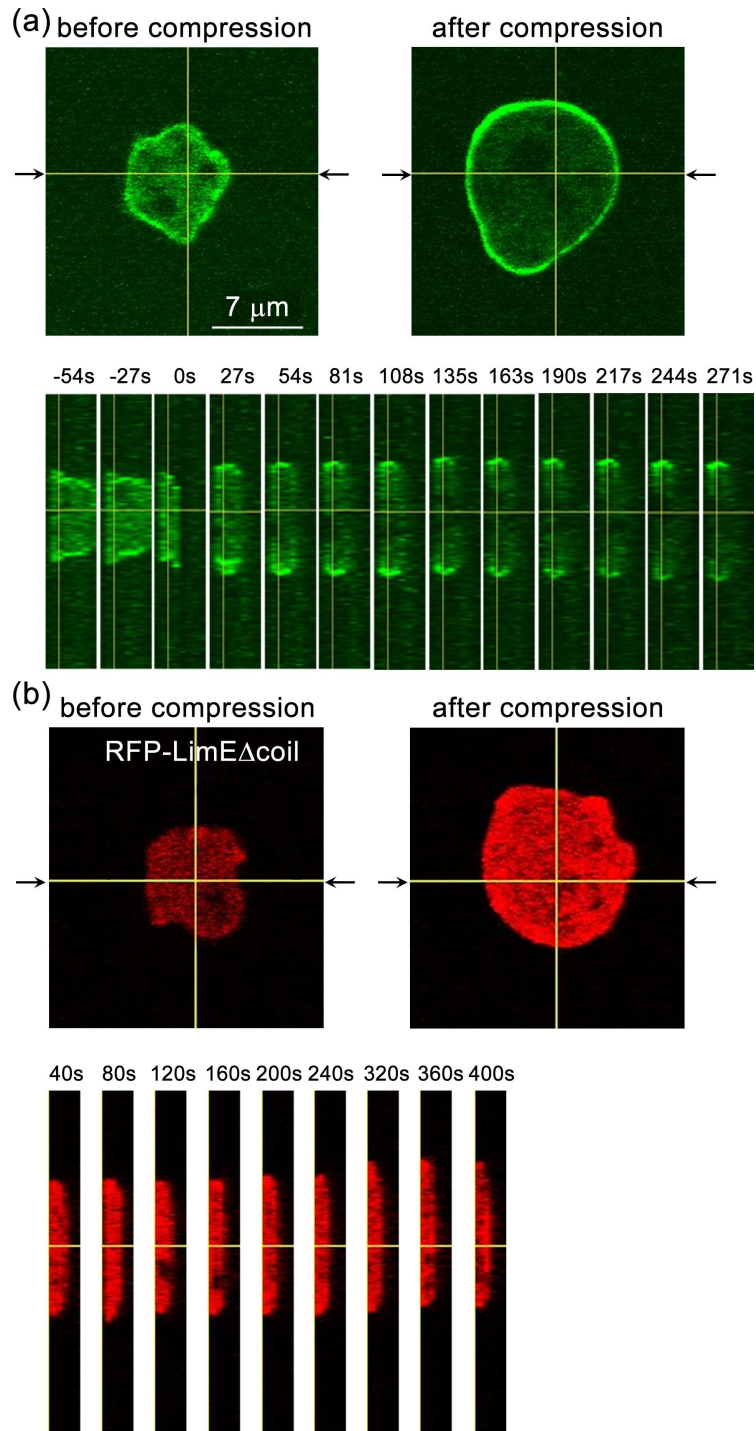 (a)
before compression after compression
7 μm
-54s -27s 0s 27s 54s 81s 108s 135s 163s 190s 217s 244s 271s
(b)
before compression after compression
RFP-LimEΔcoil
40s 80s 120s 160s 200s 240s 320s 360s 400s